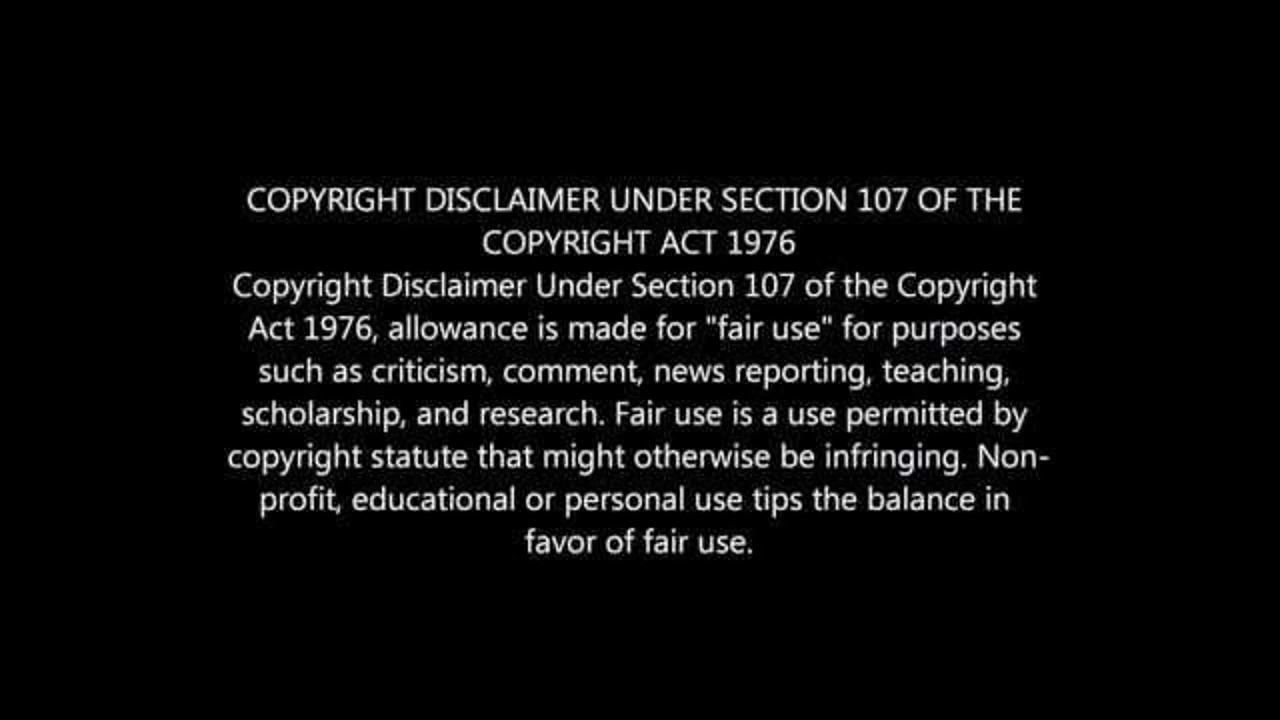 COPYRIGHT DISCLAIMER UNDER SECTION 107 OF THE
COPYRIGHT ACT 1976
Copyright Disclaimer Under Section 107 of the Copyright
Act 1976, allowance is made for "fair use" for purposes
such as criticism, comment, news reporting, teaching,
scholarship, and research. Fair use is a use permitted by
copyright statute that might otherwise be infringing. Non-
profit, educational or personal use tips the balance in
favor of fair use.